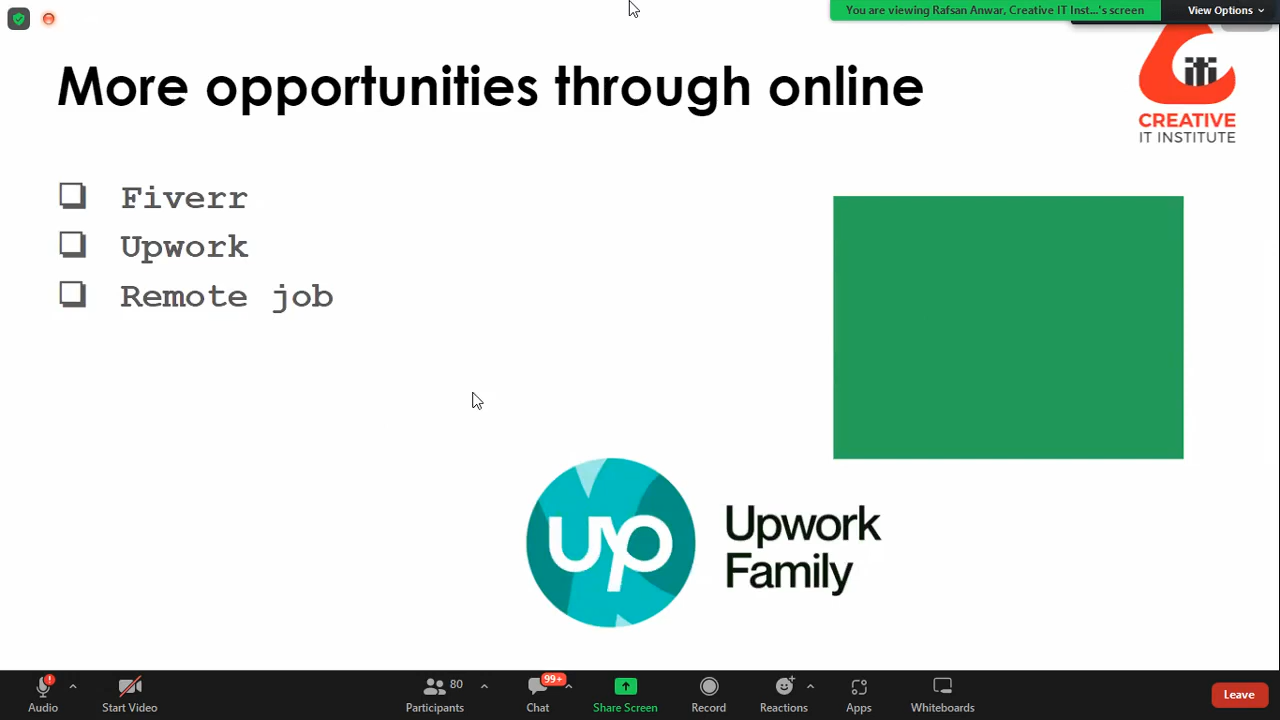 You are viewing Rafsan Anwar, Creative IT Inst...'s screen
View Options
More opportunities through online
iti
CREATIVE
IT INSTITUTE
Fiverr
Upwork
Remote job
up
Upwork
Family
Audio
Start Video
80
Participants
99+
Chat
Share Screen
Record
Reactions
Apps
Whiteboards
Leave